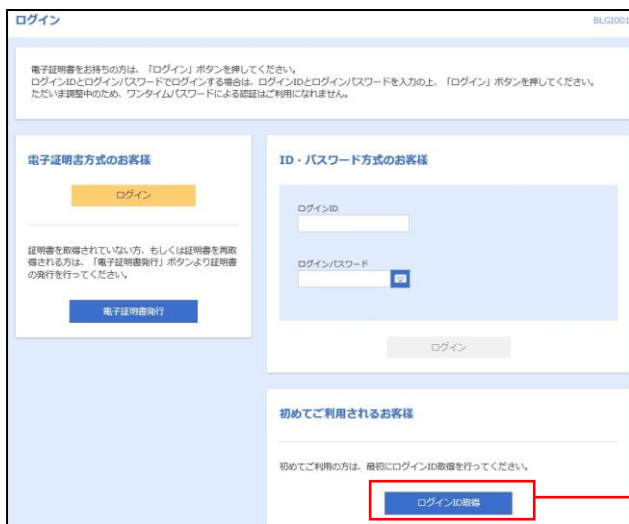 ログイン
BLGI001
電子証明書をお持ちの方は、「ログイン」ボタンを押してください。
ログインIDとログインパスワードでログインする場合は、ログインIDとログインパスワードを入力の上、「ログイン」ボタンを押してください。
ただいま調整中のため、ワンタイムパスワードによる認証はご利用になれません。
電子証明書方式のお客様
ログイン
証明書を取得されていない方、もしくは証明書を再取
得される方は、「電子証明書発行」ボタンより証明書
の発行を行ってください。
電子証明書発行
ID・パスワード方式のお客様
ログインID
ログインパスワード
ログイン
初めてご利用されるお客様
初めてご利用の方は、最初にログインID取得を行ってください。
ログインID取得